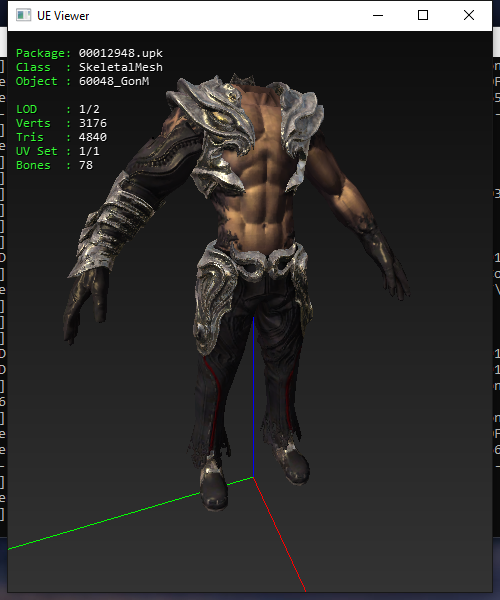 UE Viewer
Package: 00012948.upk
Class : SkeletalMesh
Object : 60048_GonM
LOD : 1/2
Verts : 3176
Tris : 4840
UV Set : 1/1
Bones : 78